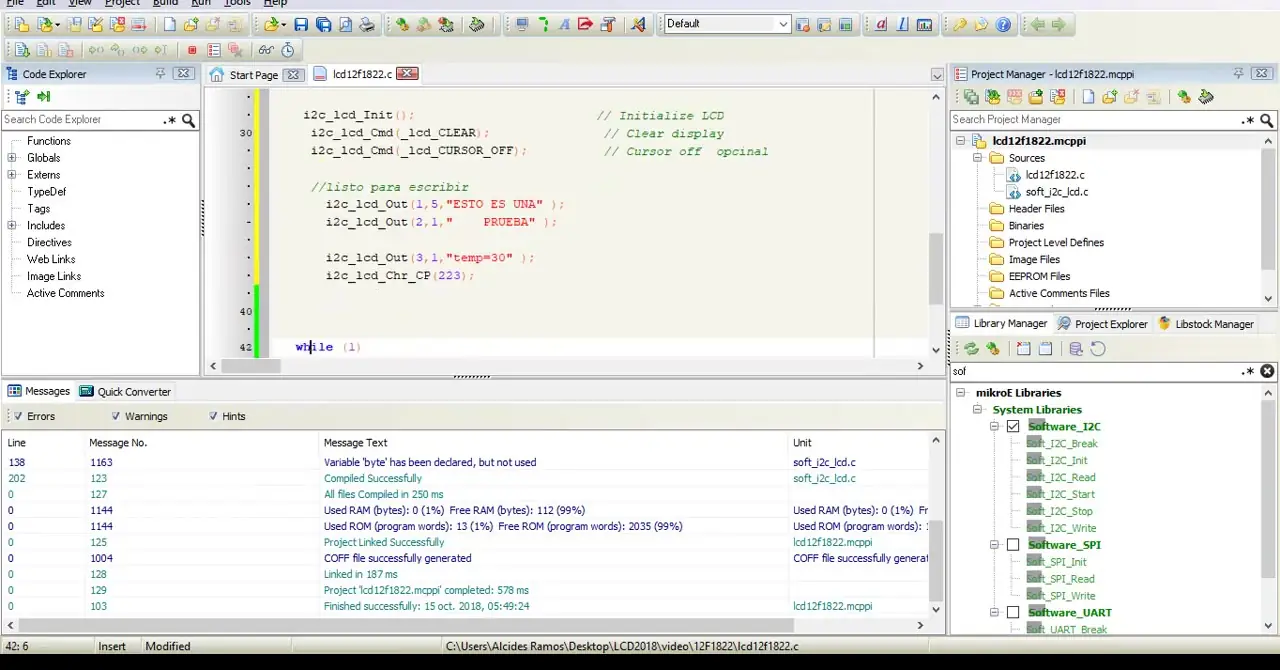 File Edit View Project Build Run Tools Help
Default
Code Explorer
Start Page
lcd12f1822.c
Project Manager - lcd12f1822.mcppi
Search Code Explorer
Functions
Globals
Externs
TypeDef
Tags
Includes
Directives
Web Links
Image Links
Active Comments
i2c_lcd_Init(); // Initialize LCD
30 i2c_lcd_Cmd(_lcd_CLEAR); // Clear display
i2c_lcd_Cmd(_lcd_CURSOR_OFF); // Cursor off opcinal
//listo para escribir
i2c_lcd_Out(1,5,"ESTO ES UNA" );
i2c_lcd_Out(2,1," PRUEBA" );
i2c_lcd_Out(3,1,"temp=30" );
i2c_lcd_Chr_CP(223);
40
42 while (1)
Search Project Manager
lcd12f1822.mcppi
Sources
lcd12f1822.c
soft_i2c_lcd.c
Header Files
Binaries
Project Level Defines
Image Files
EEPROM Files
Active Comments Files
Library Manager Project Explorer Libstock Manager
sof
mikroE Libraries
System Libraries
Software_I2C
Soft_I2C_Break
Soft_I2C_Init
Soft_I2C_Read
Soft_I2C_Start
Soft_I2C_Stop
Soft_I2C_Write
Software_SPI
Soft_SPI_Init
Soft_SPI_Read
Soft_SPI_Write
Software_UART
Soft_UART_Break
Messages Quick Converter
Errors Warnings Hints
Line Message No. Message Text Unit
138 1163 Variable 'byte' has been declared, but not used soft_i2c_lcd.c
202 123 Compiled Successfully soft_i2c_lcd.c
0 127 All files Compiled in 250 ms
0 1144 Used RAM (bytes): 0 (1%) Free RAM (bytes): 112 (99%) Used RAM (bytes): 0 (1%) Fr
0 1144 Used ROM (program words): 13 (1%) Free ROM (program words): 2035 (99%) Used ROM (program words):
0 125 Project Linked Successfully lcd12f1822.mcppi
0 1004 COFF file successfully generated COFF file successfully generat
0 128 Linked in 187 ms
0 129 Project 'lcd12f1822.mcppi' completed: 578 ms
0 103 Finished successfully: 15 oct. 2018, 05:49:24 lcd12f1822.mcppi
42: 6 Insert Modified C:\Users\Alcides Ramos\Desktop\LCD2018\video\12F1822\lcd12f1822.c